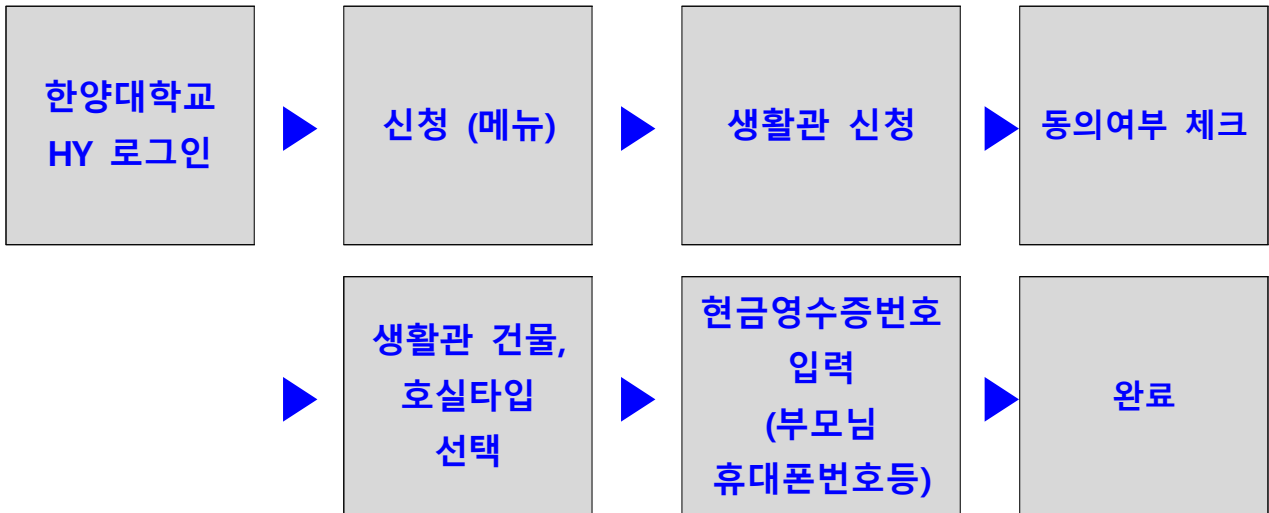 한양대학교
HY 로그인
신청 (메뉴)
생활관 신청
동의여부 체크
생활관 건물,
호실타입
선택
현금영수증번호
입력
(부모님
휴대폰번호등)
완료